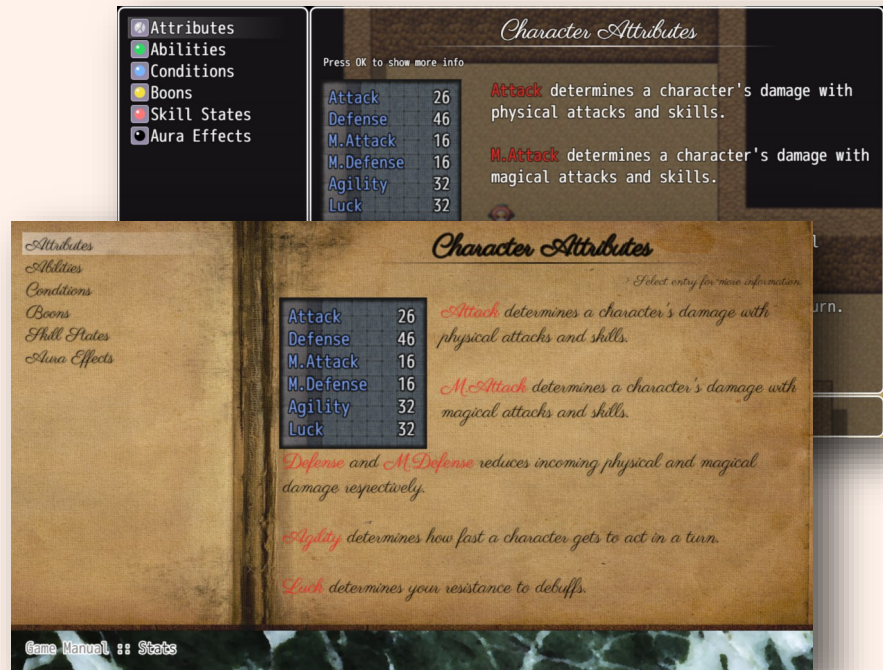 Attributes
Abilities
Conditions
Boons
Skill States
Aura Effects
Character Attributes
Press OK to show more info
Attack 26
Defense 46
M.Attack 16
M.Defense 16
Agility 32
Luck 32
Attack determines a character's damage with
physical attacks and skills.
M.Attack determines a character's damage with
magical attacks and skills.
urn.
Attributes
Abilities
Conditions
Boons
Skill States
Aura Effects
Character Attributes
> Select entry for more information
Attack 26
Defense 46
M.Attack 16
M.Defense 16
Agility 32
Luck 32
Attack determines a character's damage with
physical attacks and skills.
M.Attack determines a character's damage with
magical attacks and skills.
Defense and M.Defense reduces incoming physical and magical
damage respectively.
Agility determines how fast a character gets to act in a turn.
Luck determines your resistance to debuffs.
Game Manual :: Stats